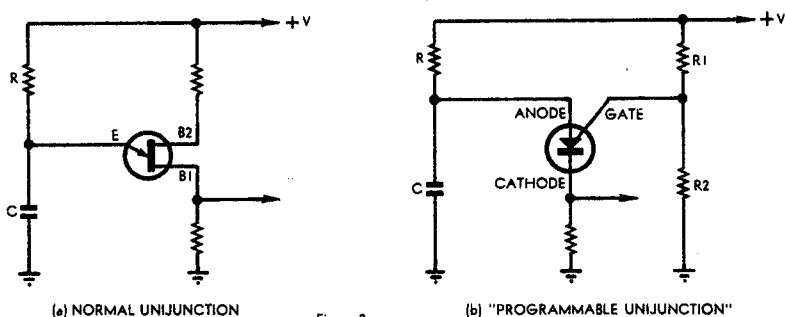 + V
R
E
B2
B1
C
(a) NORMAL UNIJUNCTION
+ V
R
R1
ANODE
GATE
CATHODE
C
R2
(b) "PROGRAMMABLE UNIJUNCTION"